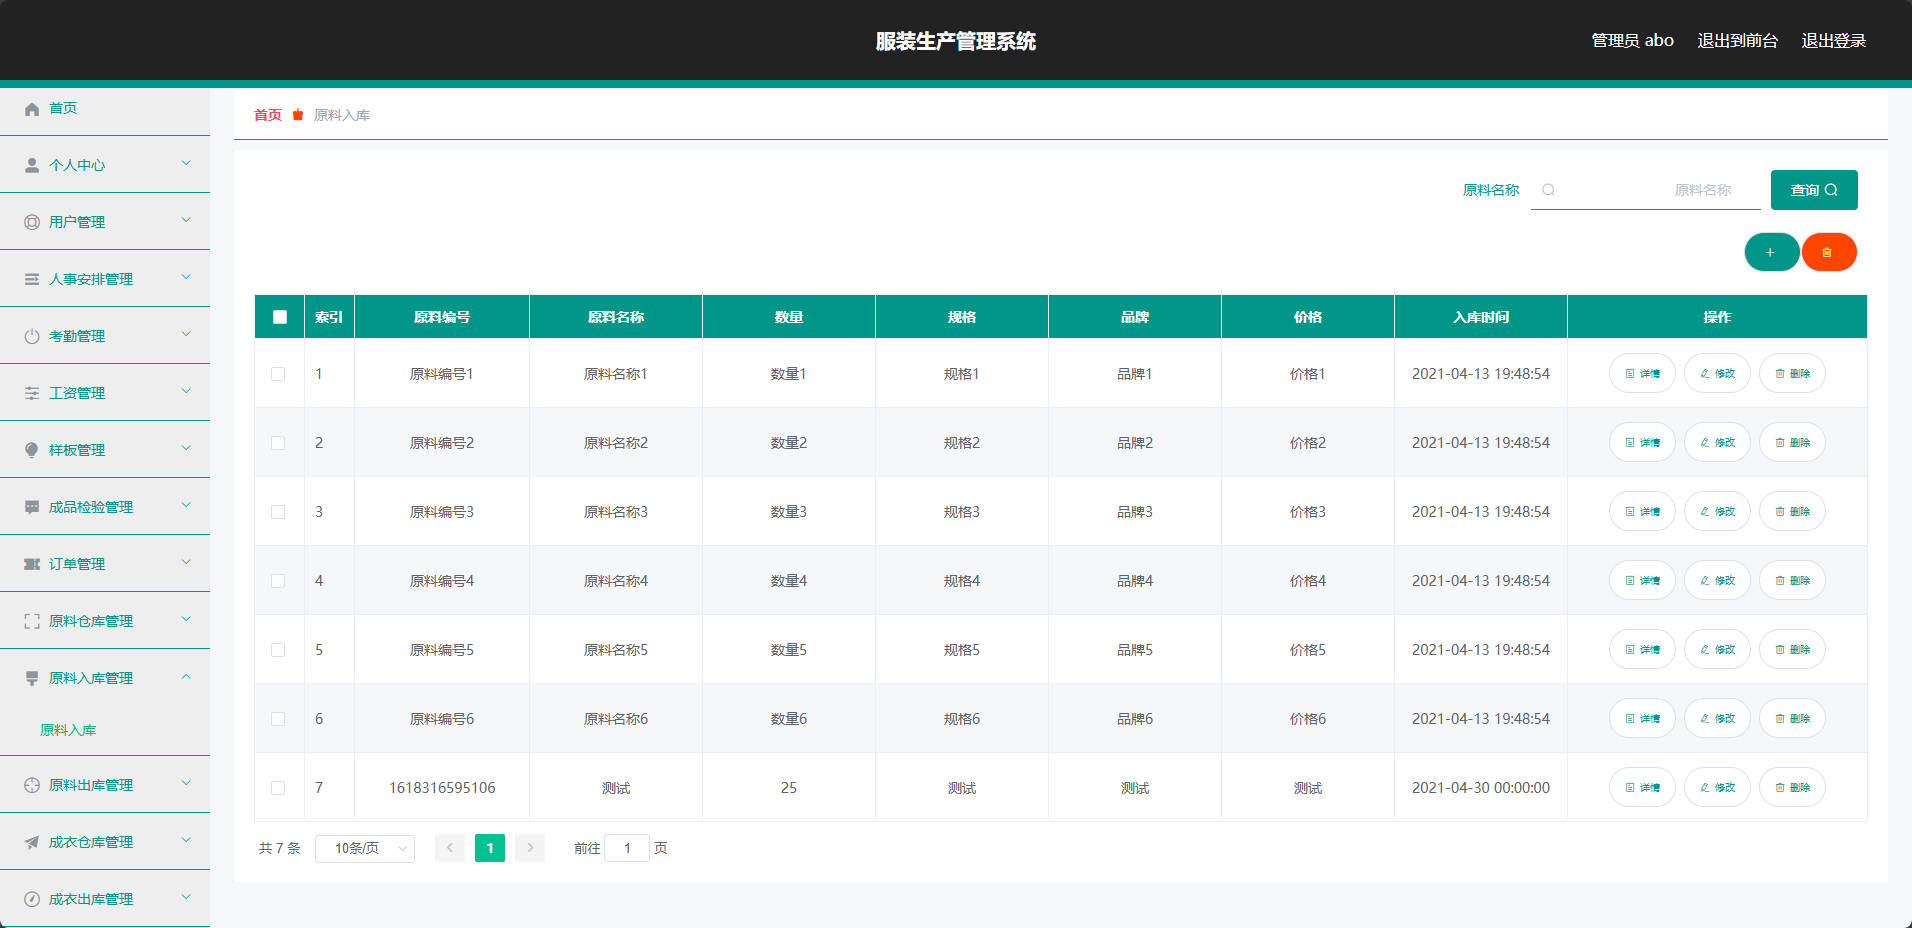 服装生产管理系统
管理员 abo 退出到前台 退出登录
首页
个人中心
用户管理
人事安排管理
考勤管理
工资管理
样板管理
成品检验管理
订单管理
原料仓库管理
原料入库管理
原料入库
原料出库管理
成衣仓库管理
成衣出库管理
首页 原料入库
原料名称 原料名称 查询
索引 原料编号 原料名称 数量 规格 品牌 价格 入库时间 操作
1 原料编号1 原料名称1 数量1 规格1 品牌1 价格1 2021-04-13 19:48:54 详情 修改 删除
2 原料编号2 原料名称2 数量2 规格2 品牌2 价格2 2021-04-13 19:48:54 详情 修改 删除
3 原料编号3 原料名称3 数量3 规格3 品牌3 价格3 2021-04-13 19:48:54 详情 修改 删除
4 原料编号4 原料名称4 数量4 规格4 品牌4 价格4 2021-04-13 19:48:54 详情 修改 删除
5 原料编号5 原料名称5 数量5 规格5 品牌5 价格5 2021-04-13 19:48:54 详情 修改 删除
6 原料编号6 原料名称6 数量6 规格6 品牌6 价格6 2021-04-13 19:48:54 详情 修改 删除
7 1618316595106 测试 25 测试 测试 测试 2021-04-30 00:00:00 详情 修改 删除
共 7 条 10条/页 1 前往 1 页